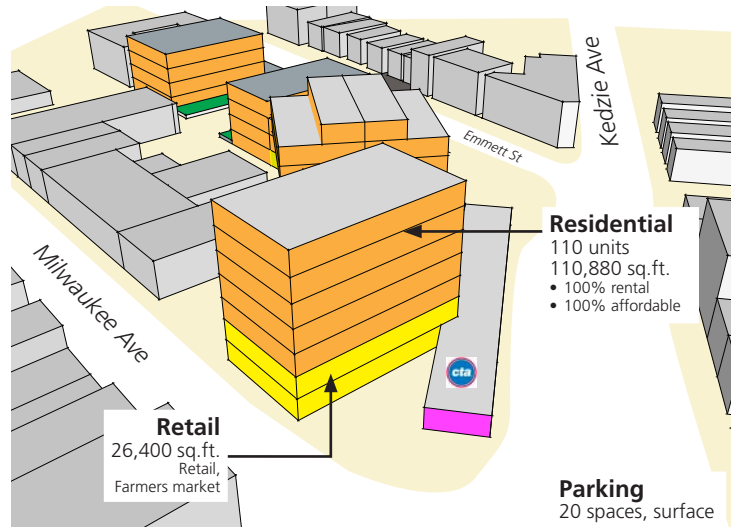 Kedzie Ave
Emmett St
Milwaukee Ave
Residential
110 units
110,880 sq.ft.
• 100% rental
• 100% affordable
cta
Retail
26,400 sq.ft.
Retail,
Farmers market
Parking
20 spaces, surface